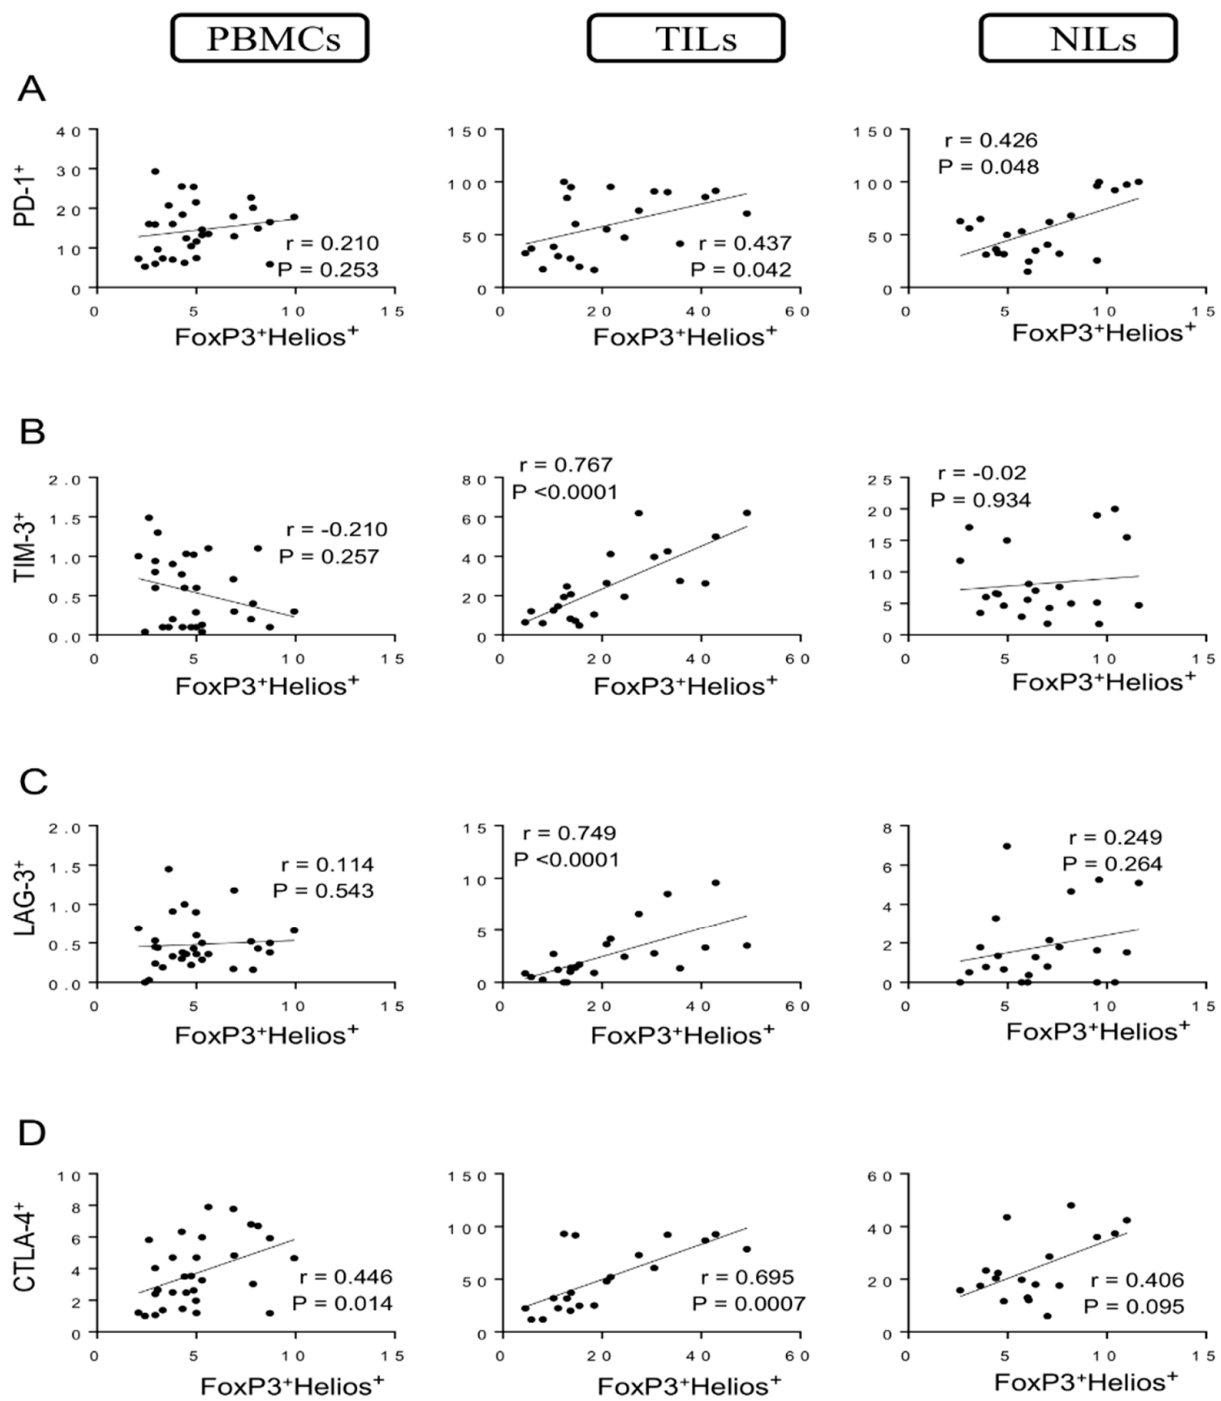 PBMCs TILs NILs
A
PD-1⁺
40
30
20
10
0
0 5 10 15
r = 0.210
P = 0.253
FoxP3⁺Helios⁺
150
100
50
0
0 20 40 60
r = 0.437
P = 0.042
FoxP3⁺Helios⁺
150
100
50
0
0 5 10 15
r = 0.426
P = 0.048
FoxP3⁺Helios⁺
B
TIM-3⁺
2.0
1.5
1.0
0.5
0.0
0 5 10 15
r = -0.210
P = 0.257
FoxP3⁺Helios⁺
80
60
40
20
0
0 20 40 60
r = 0.767
P <0.0001
FoxP3⁺Helios⁺
25
20
15
10
5
0
0 5 10 15
r = -0.02
P = 0.934
FoxP3⁺Helios⁺
C
LAG-3⁺
2.0
1.5
1.0
0.5
0.0
0 5 10 15
r = 0.114
P = 0.543
FoxP3⁺Helios⁺
15
10
5
0
0 20 40 60
r = 0.749
P <0.0001
FoxP3⁺Helios⁺
8
6
4
2
0
0 5 10 15
r = 0.249
P = 0.264
FoxP3⁺Helios⁺
D
CTLA-4⁺
10
8
6
4
2
0
0 5 10 15
r = 0.446
P = 0.014
FoxP3⁺Helios⁺
150
100
50
0
0 20 40 60
r = 0.695
P = 0.0007
FoxP3⁺Helios⁺
60
40
20
0
0 5 10 15
r = 0.406
P = 0.095
FoxP3⁺Helios⁺